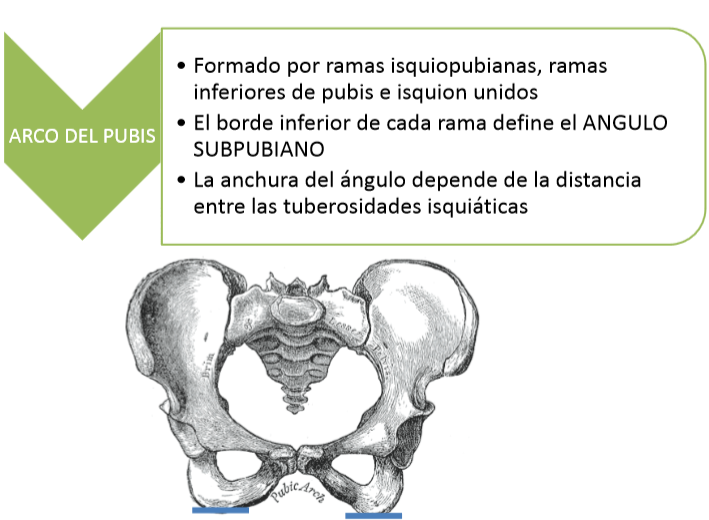 ARCO DEL PUBIS
• Formado por ramas isquiopubianas, ramas
inferiores de pubis e isquion unidos
• El borde inferior de cada rama define el ANGULO
SUBPUBIANO
• La anchura del ángulo depende de la distancia
entre las tuberosidades isquiáticas
Brim
Pubic Arch